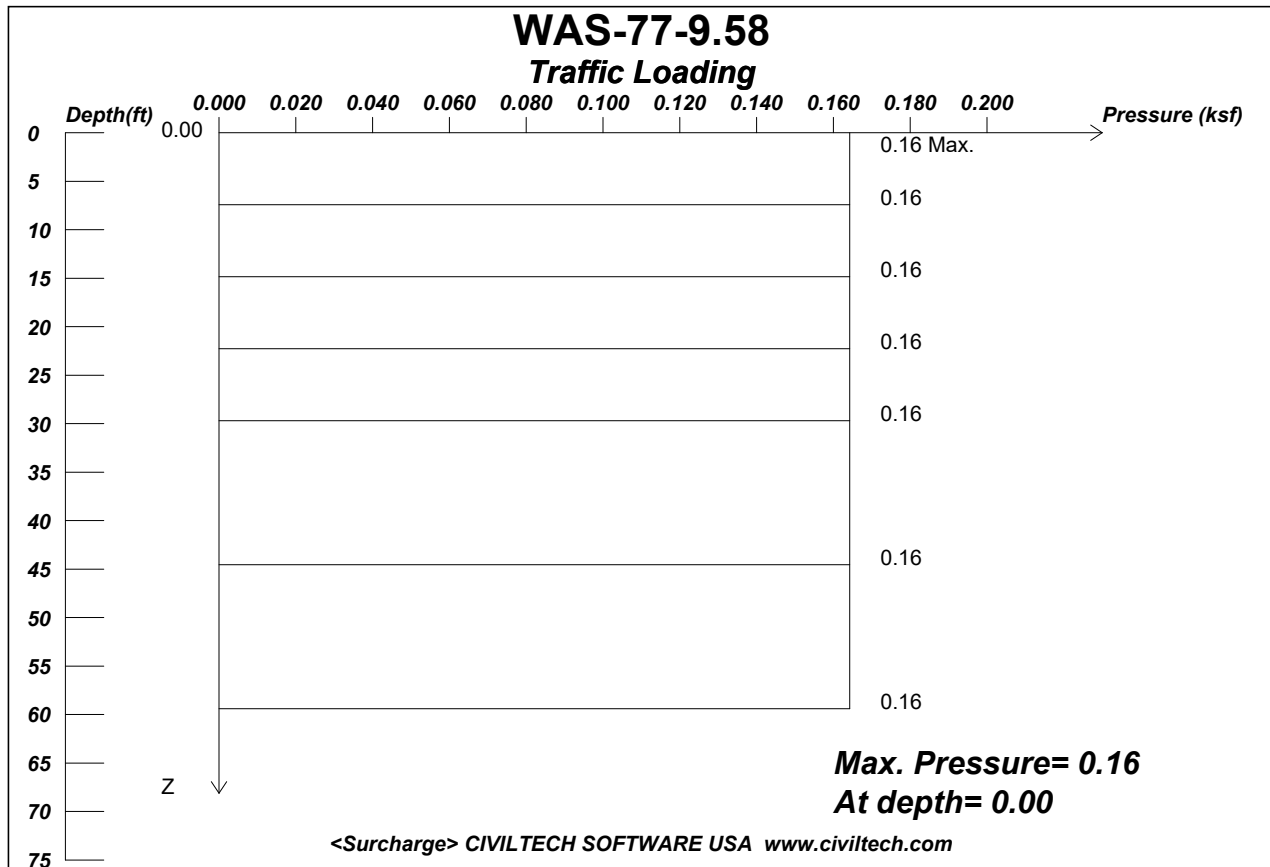 WAS-77-9.58
Traffic Loading
Depth(ft) 0.000 0.020 0.040 0.060 0.080 0.100 0.120 0.140 0.160 0.180 0.200 Pressure (ksf)
0 0.00 0.16 Max.
5
0.16
10
15 0.16
20
0.16
25
30 0.16
35
40
45 0.16
50
55
60 0.16
65
Max. Pressure= 0.16
Z
At depth= 0.00
70
<Surcharge> CIVILTECH SOFTWARE USA www.civiltech.com
75